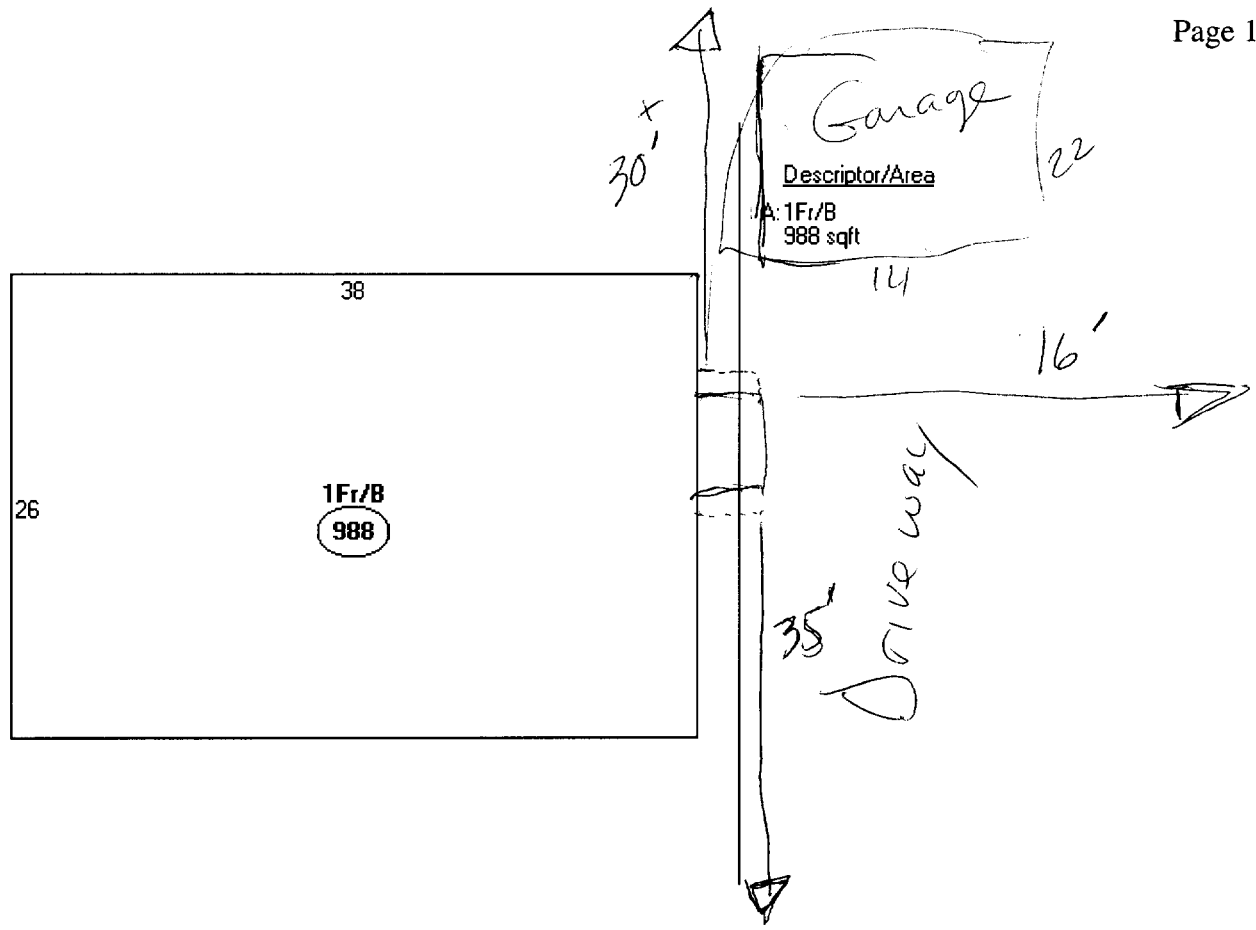 Page 1
Garage
x
30'
22
Descriptor/Area
A: 1Fr/B
988 sqft
14
38
16'
26
1Fr/B
988
35'
Driveway